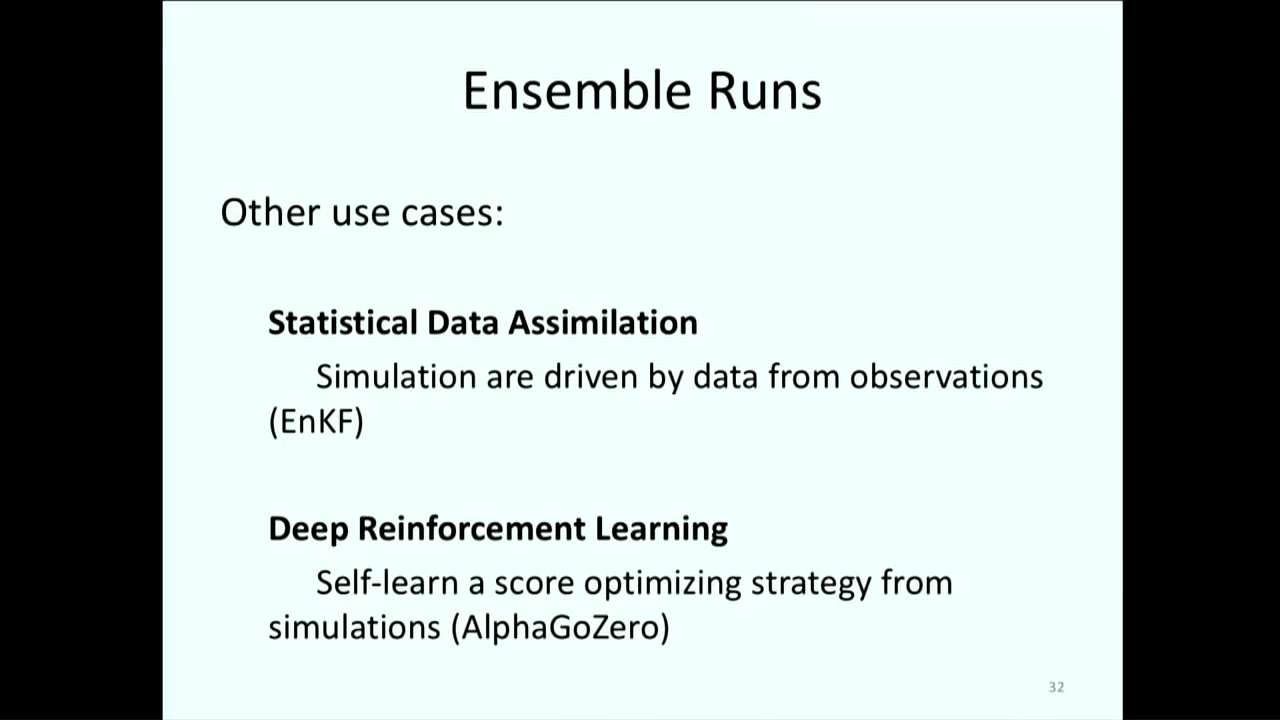 Ensemble Runs
Other use cases:
Statistical Data Assimilation
Simulation are driven by data from observations
(EnKF)
Deep Reinforcement Learning
Self-learn a score optimizing strategy from
simulations (AlphaGoZero)
32